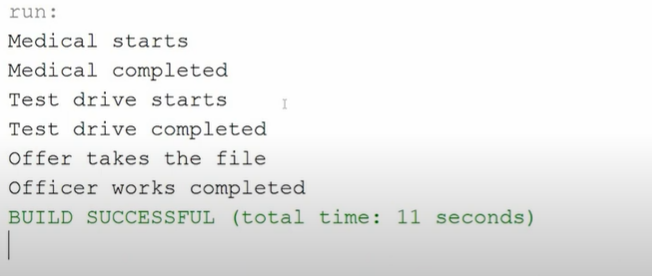 run:
Medical starts
Medical completed
Test drive starts
Test drive completed
Offer takes the file
Officer works completed
BUILD SUCCESSFUL (total time: 11 seconds)